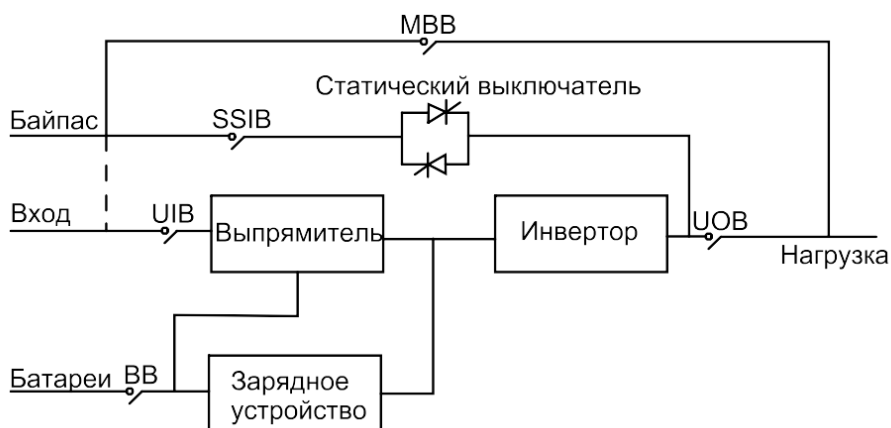 MBB
Статический выключатель
Байпас
SSIB
Вход
UIB
Выпрямитель
Инвертор
UOB
Нагрузка
Батареи
BB
Зарядное
устройство